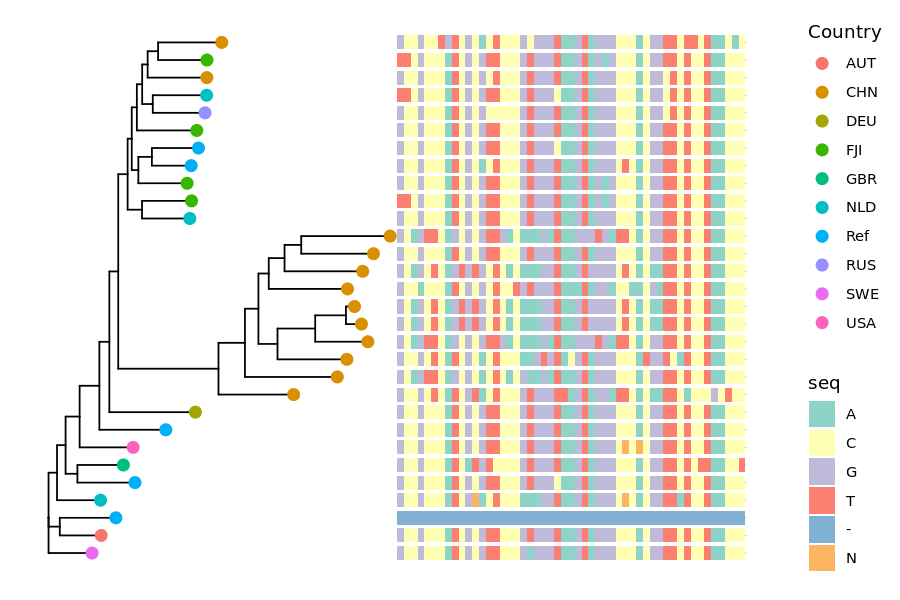 Country
AUT
CHN
DEU
FJI
GBR
NLD
Ref
RUS
SWE
USA
seq
A
C
G
T
-
N